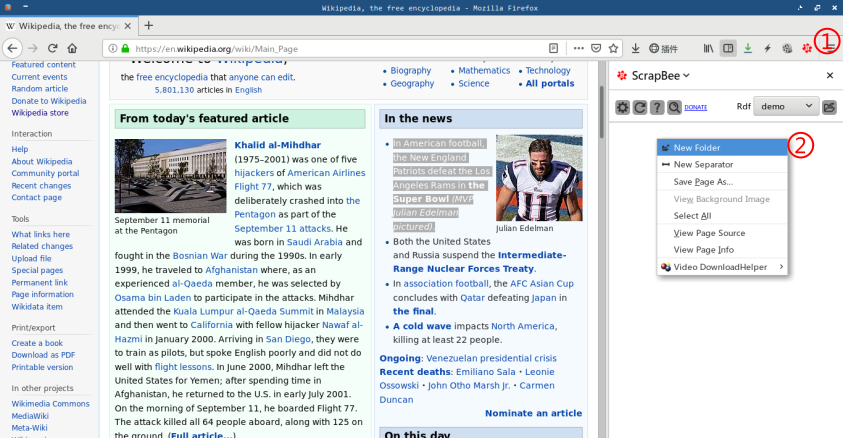 Wikipedia, the free encyclopedia - Mozilla Firefox
W Wikipedia, the free ency
https://en.wikipedia.org/wiki/Main_Page
插件
1
Featured content
Current events
Random article
Donate to Wikipedia
Wikipedia store
Interaction
Help
About Wikipedia
Community portal
Recent changes
Contact page
Tools
What links here
Related changes
Upload file
Special pages
Permanent link
Page information
Wikidata item
Print/export
Create a book
Download as PDF
Printable version
In other projects
Wikimedia Commons
MediaWiki
Meta-Wiki
Welcome to Wikipedia,
the free encyclopedia that anyone can edit.
5,801,130 articles in English
• Biography • Mathematics • Technology
• Geography • Science • All portals
From today's featured article
Khalid al-Mihdhar
(1975–2001) was one of five
hijackers of American Airlines
Flight 77, which was
deliberately crashed into the
Pentagon as part of the
September 11 attacks. He
was born in Saudi Arabia and
September 11 memorial
at the Pentagon
fought in the Bosnian War during the 1990s. In early
1999, he traveled to Afghanistan where, as an
experienced al-Qaeda member, he was selected by
Osama bin Laden to participate in the attacks. Mihdhar
attended the Kuala Lumpur al-Qaeda Summit in Malaysia
and then went to California with fellow hijacker Nawaf al-
Hazmi in January 2000. Arriving in San Diego, they were
to train as pilots, but spoke English poorly and did not do
well with flight lessons. In June 2000, Mihdhar left the
United States for Yemen; after spending time in
Afghanistan, he returned to the U.S. in early July 2001.
On the morning of September 11, he boarded Flight 77.
The attack killed all 64 people aboard, along with 125 on
the ground. (Full article...)
In the news
• In American football,
the New England
Patriots defeat the Los
Angeles Rams in the
Super Bowl (MVP
Julian Edelman
pictured).
Julian Edelman
• Both the United States
and Russia suspend the Intermediate-
Range Nuclear Forces Treaty.
• In association football, the AFC Asian Cup
concludes with Qatar defeating Japan in
the final.
• A cold wave impacts North America,
killing at least 22 people.
Ongoing: Venezuelan presidential crisis
Recent deaths: Emiliano Sala • Leonie
Ossowski • John Otho Marsh Jr. • Carmen
Duncan
Nominate an article
On this day
ScrapBee
DONATE
Rdf demo
2
New Folder
New Separator
Save Page As...
View Background Image
Select All
View Page Source
View Page Info
Video DownloadHelper